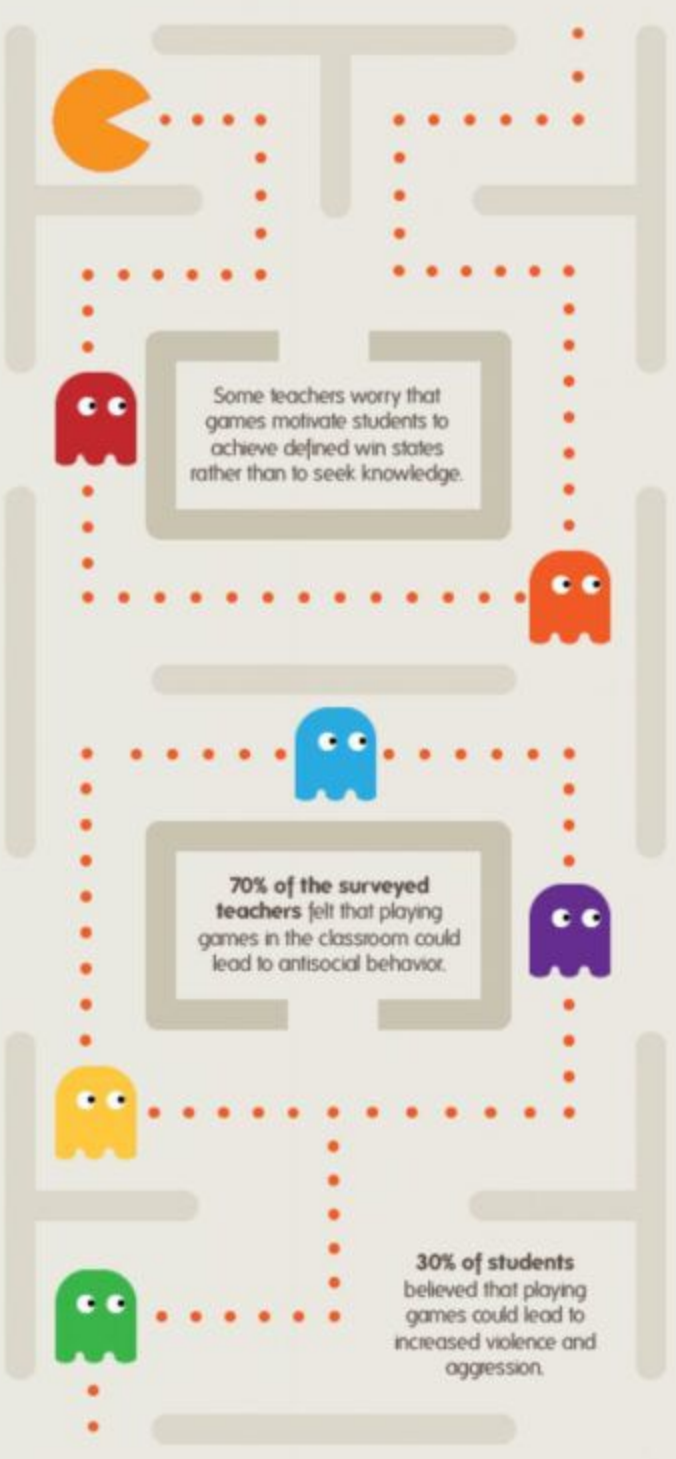 Some teachers worry that
games motivate students to
achieve defined win states
rather than to seek knowledge.
70% of the surveyed
teachers felt that playing
games in the classroom could
lead to antisocial behavior.
30% of students
believed that playing
games could lead to
increased violence and
aggression.